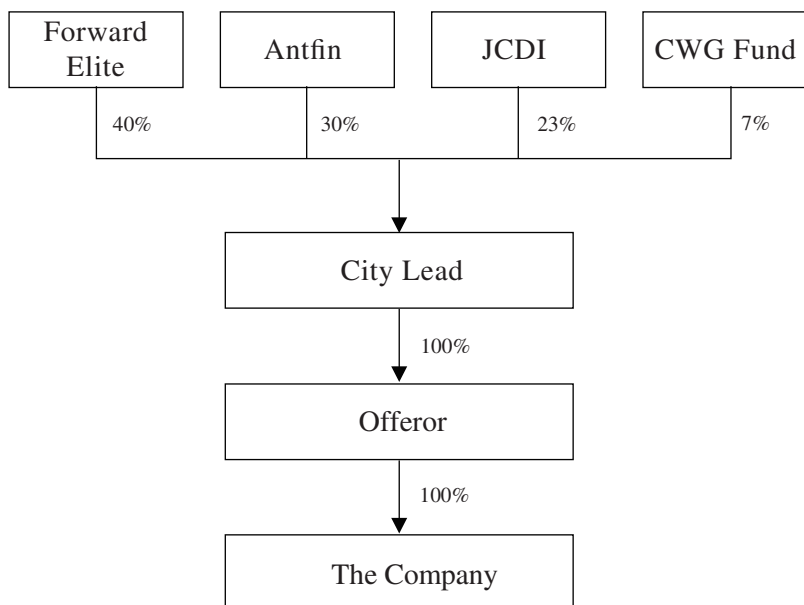 Forward
Elite
Antfin
JCDI
CWG Fund
40%
30%
23%
7%
City Lead
100%
Offeror
100%
The Company